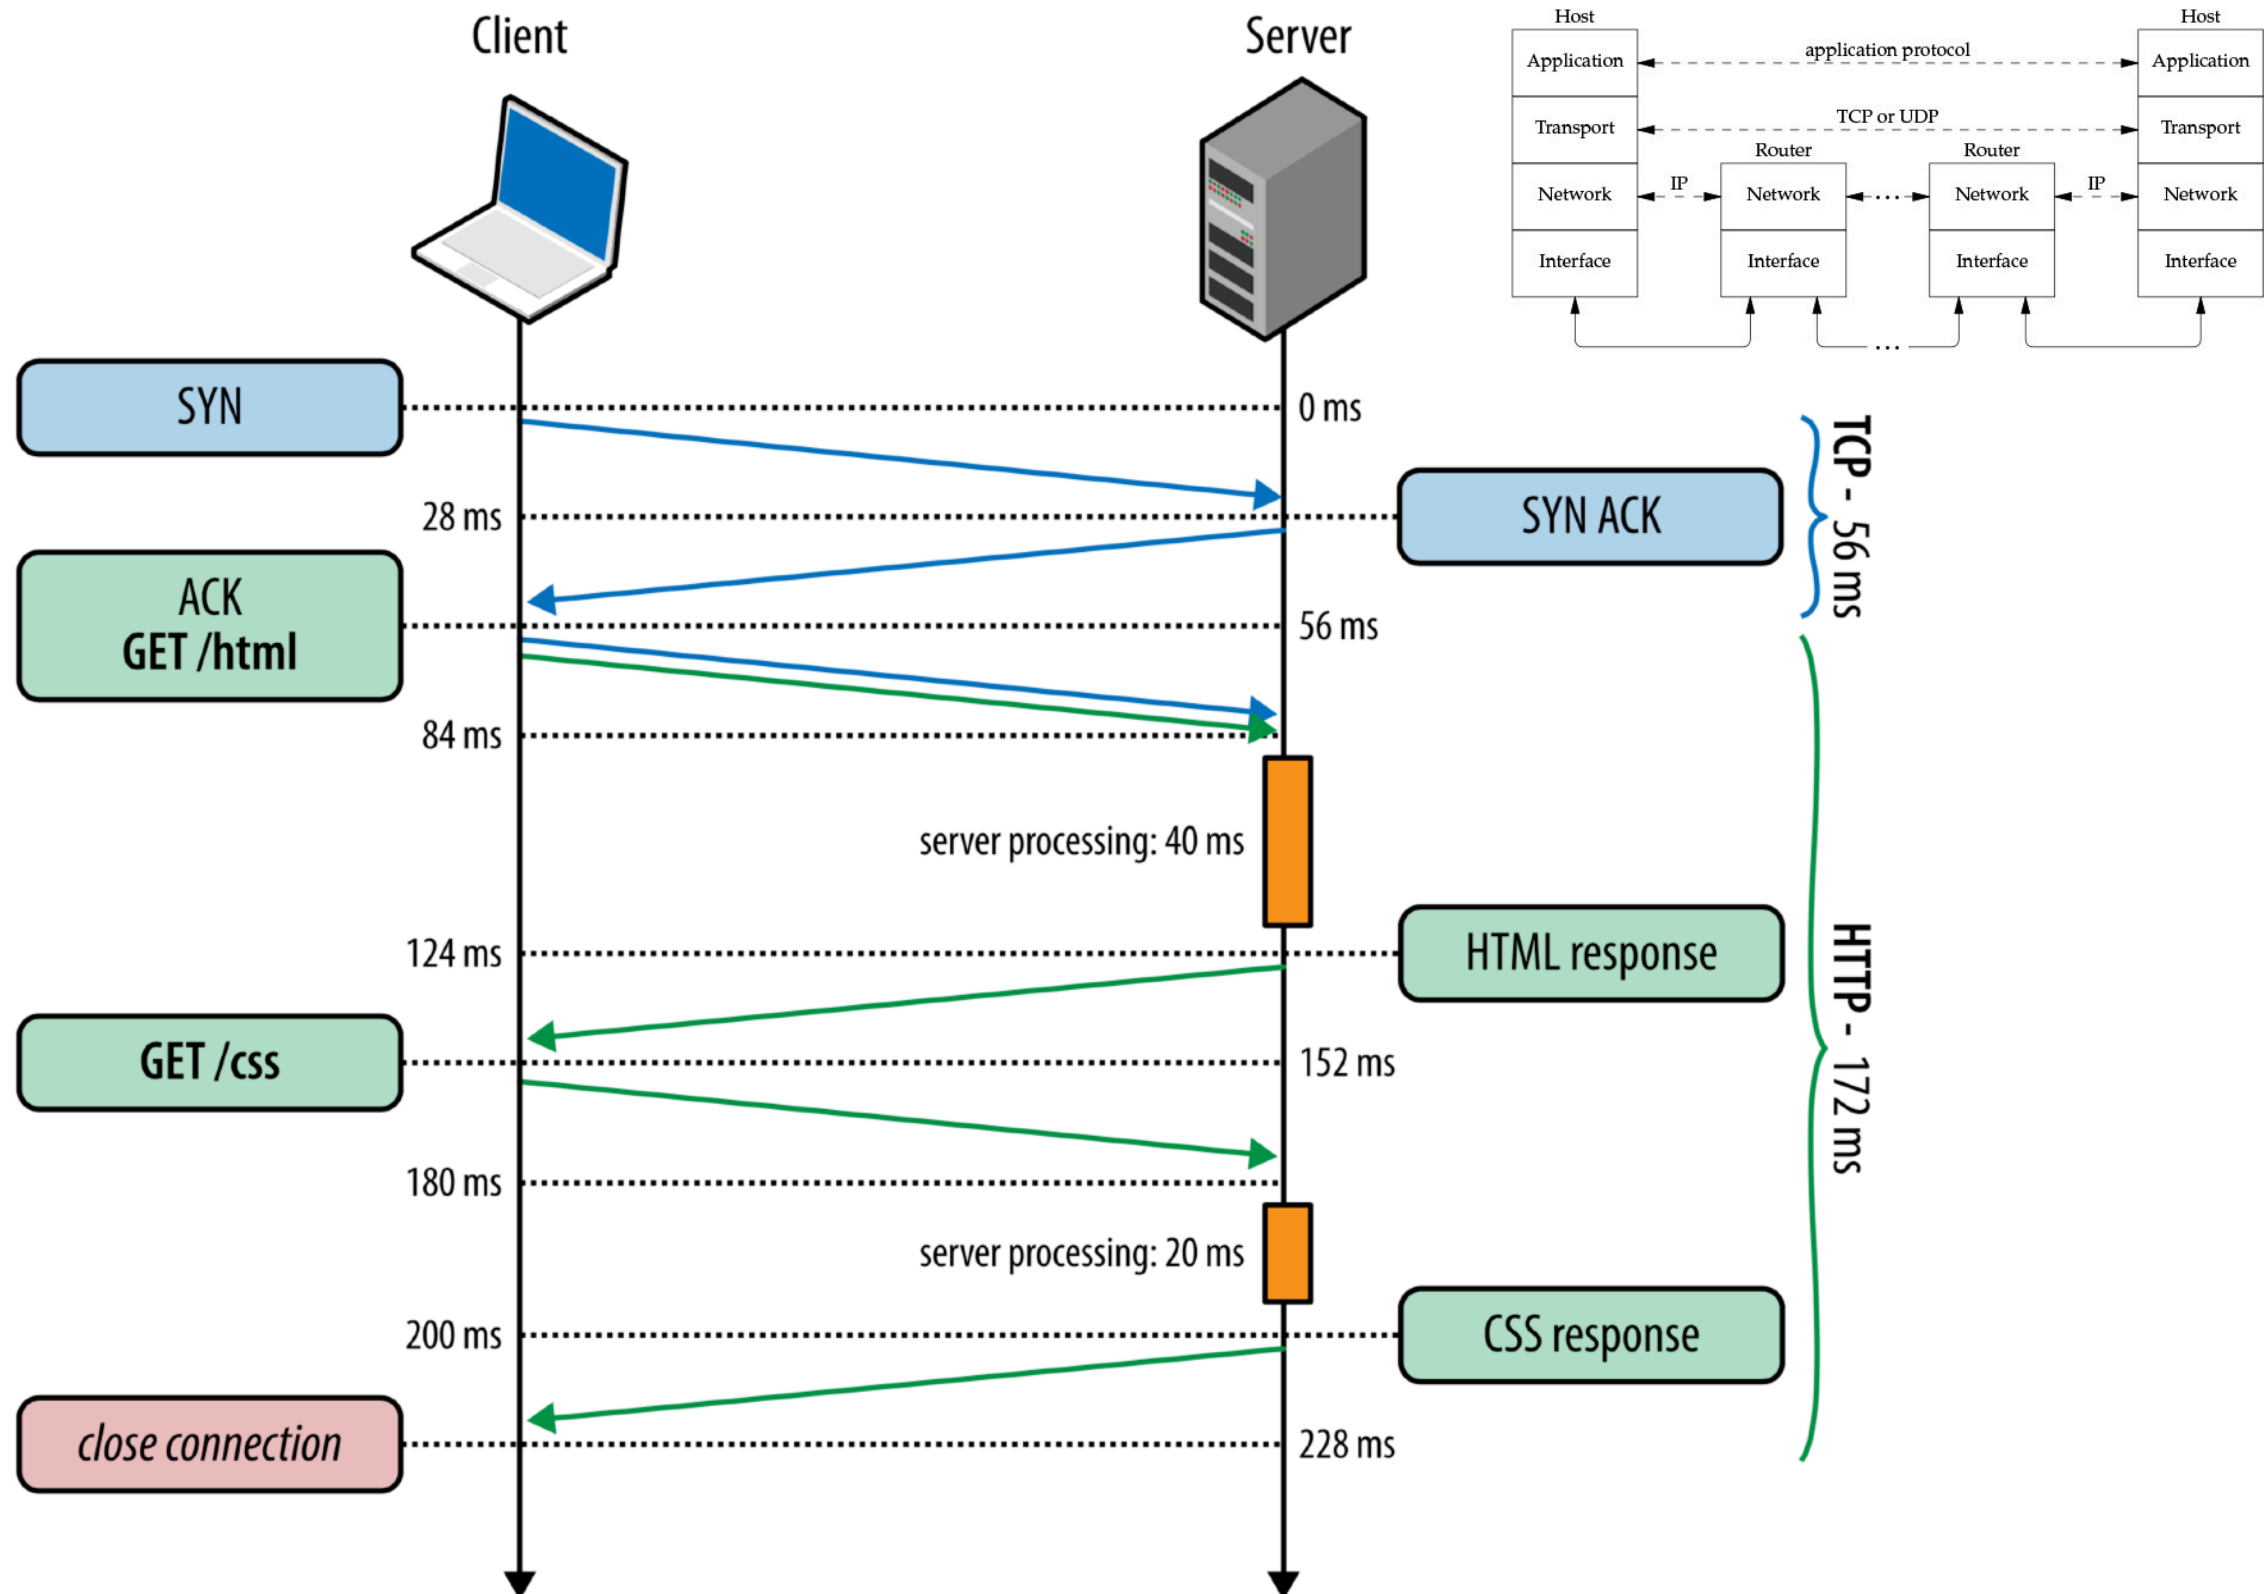 Client
Server
Host
Host
Application
application protocol
Application
Transport
TCP or UDP
Transport
Router
Router
Network
IP
Network
...
Network
IP
Network
Interface
Interface
Interface
Interface
...
SYN
0 ms
28 ms
SYN ACK
TCP - 56 ms
ACK
GET /html
56 ms
84 ms
server processing: 40 ms
124 ms
HTML response
HTTP - 172 ms
GET /css
152 ms
180 ms
server processing: 20 ms
200 ms
CSS response
close connection
228 ms